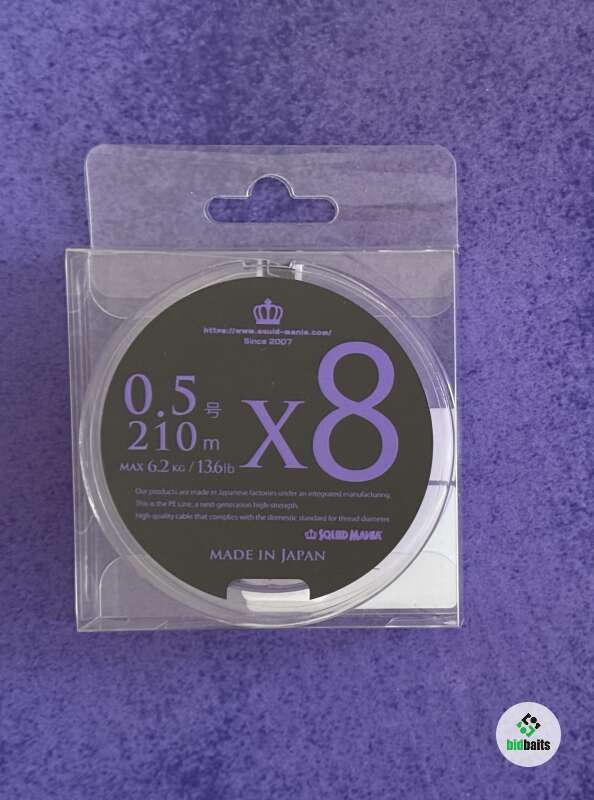 https://www.squid-mania.com/
Since 2007
0.5号
210m
X8
MAX 6.2 KG / 13.6lb
Our products are made in Japanese factories under an integrated manufacturing.
This is the PE Line, a next-generation high-strength.
High-quality cable that complies with the domestic standard for thread diameter.
SQUID MANIA
MADE IN JAPAN
bidbaits